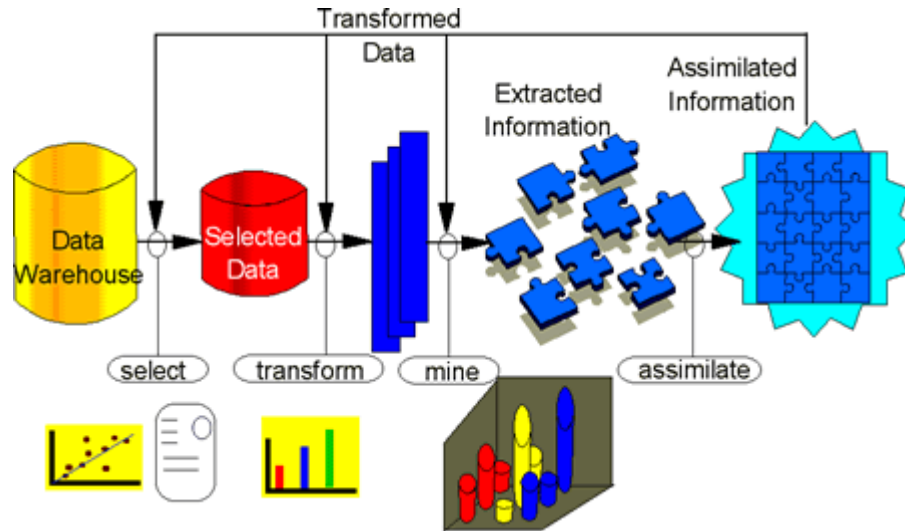 Transformed
Data
Assimilated
Information
Extracted
Information
Data
Warehouse
Selected
Data
select
transform
mine
assimilate